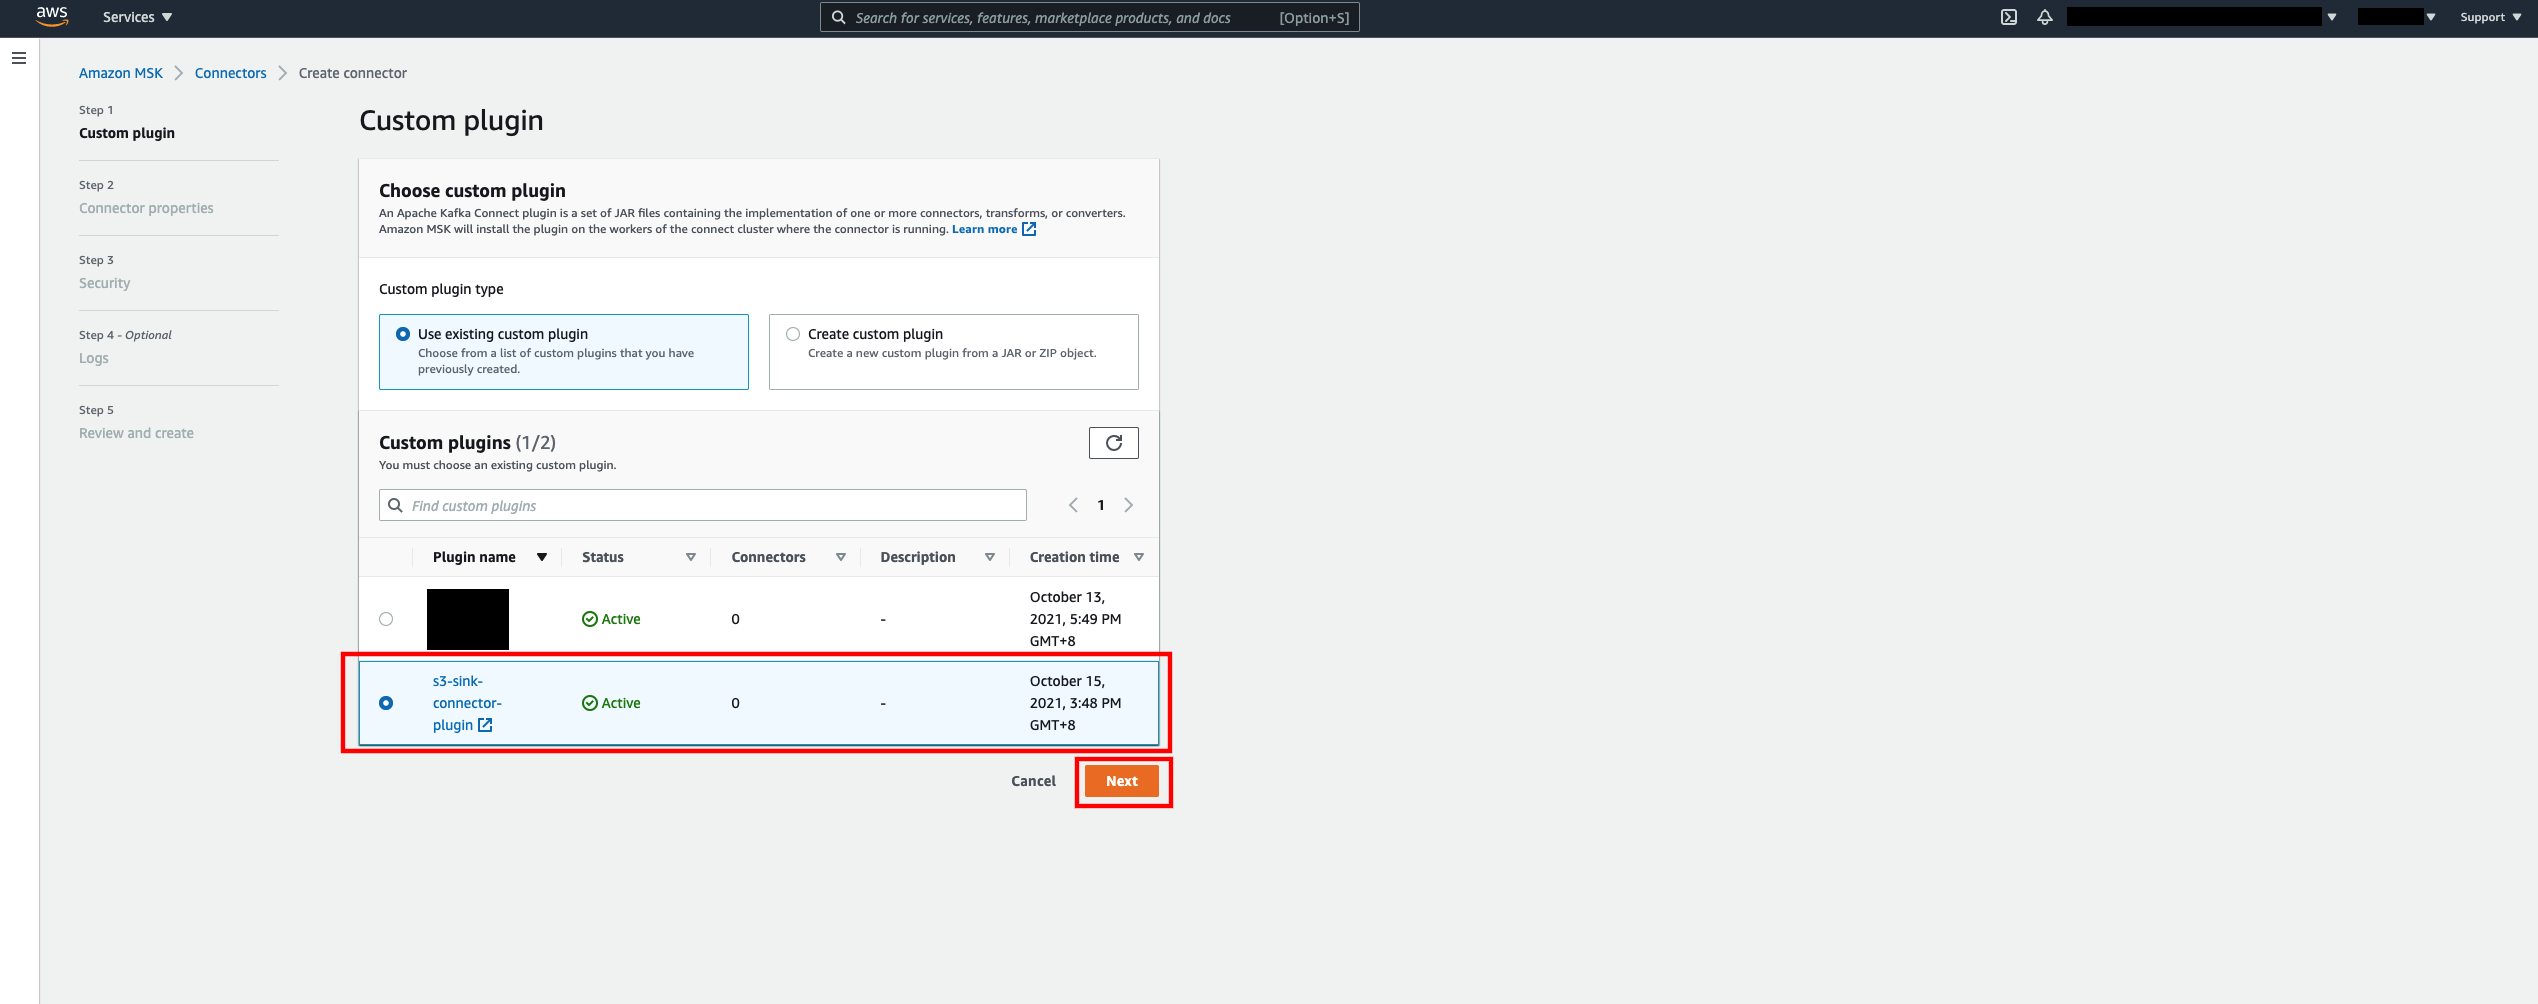 aws
Services
Search for services, features, marketplace products, and docs
[Option+S]
Support
Amazon MSK
Connectors
Create connector
Step 1
Custom plugin
Step 2
Connector properties
Step 3
Security
Step 4 - Optional
Logs
Step 5
Review and create
Custom plugin
Choose custom plugin
An Apache Kafka Connect plugin is a set of JAR files containing the implementation of one or more connectors, transforms, or converters.
Amazon MSK will install the plugin on the workers of the connect cluster where the connector is running. Learn more
Custom plugin type
Use existing custom plugin
Choose from a list of custom plugins that you have
previously created.
Create custom plugin
Create a new custom plugin from a JAR or ZIP object.
Custom plugins (1/2)
You must choose an existing custom plugin.
Find custom plugins
1
Plugin name
Status
Connectors
Description
Creation time
Active
0
-
October 13,
2021, 5:49 PM
GMT+8
s3-sink-
connector-
plugin
Active
0
-
October 15,
2021, 3:48 PM
GMT+8
Cancel
Next